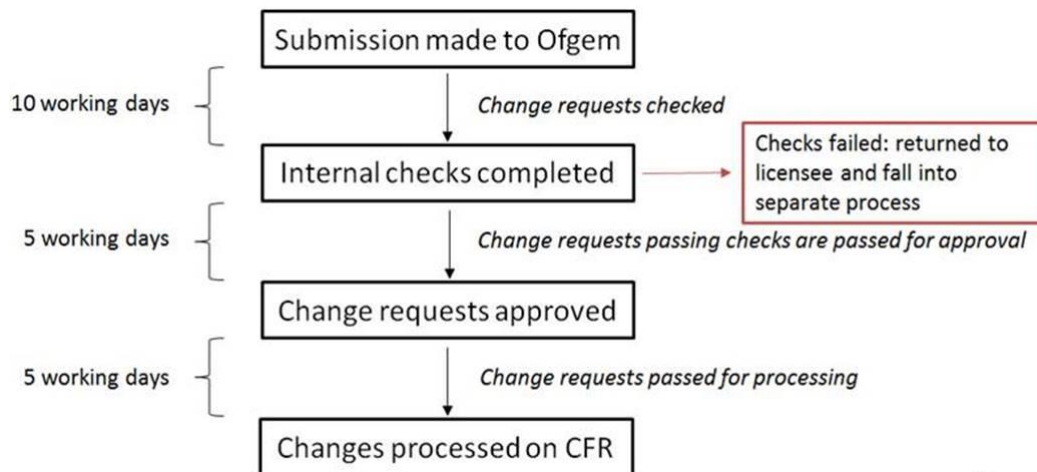 Submission made to Ofgem
10 working days
Change requests checked
Internal checks completed
Checks failed: returned to
licensee and fall into
separate process
5 working days
Change requests passing checks are passed for approval
Change requests approved
5 working days
Change requests passed for processing
Changes processed on CFR